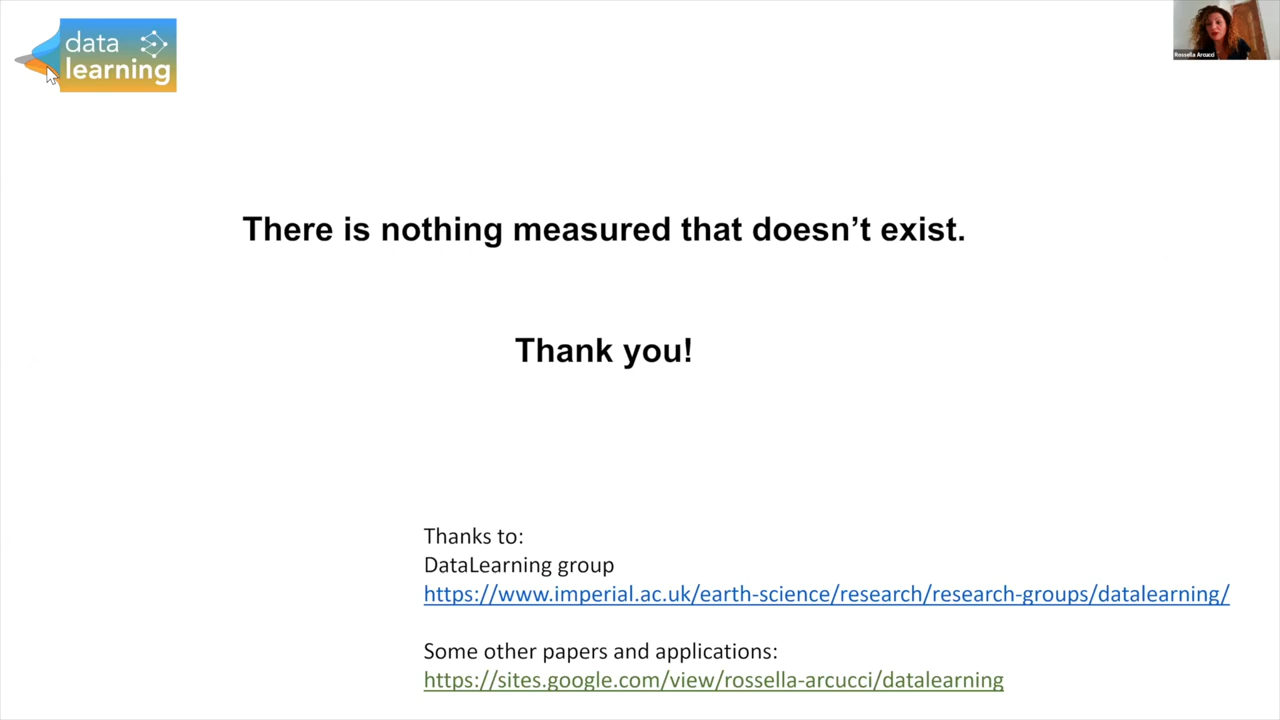 data
learning
Rossella Arcucci
There is nothing measured that doesn’t exist.
Thank you!
Thanks to:
DataLearning group
https://www.imperial.ac.uk/earth-science/research/research-groups/datalearning/
Some other papers and applications:
https://sites.google.com/view/rossella-arcucci/datalearning